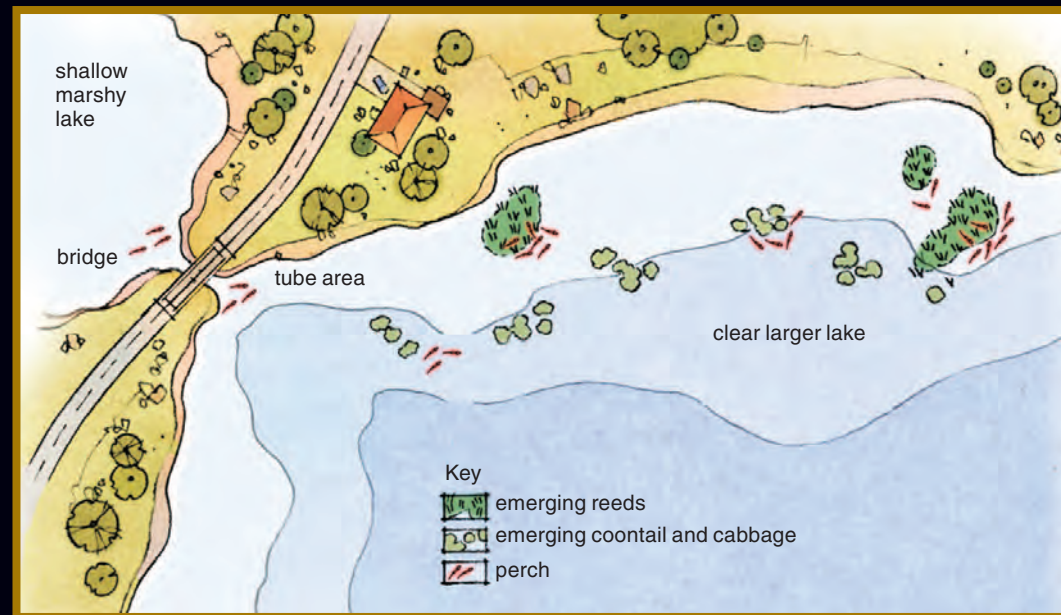 shallow
marshy
lake
bridge
tube area
clear larger lake
Key
emerging reeds
emerging coontail and cabbage
perch